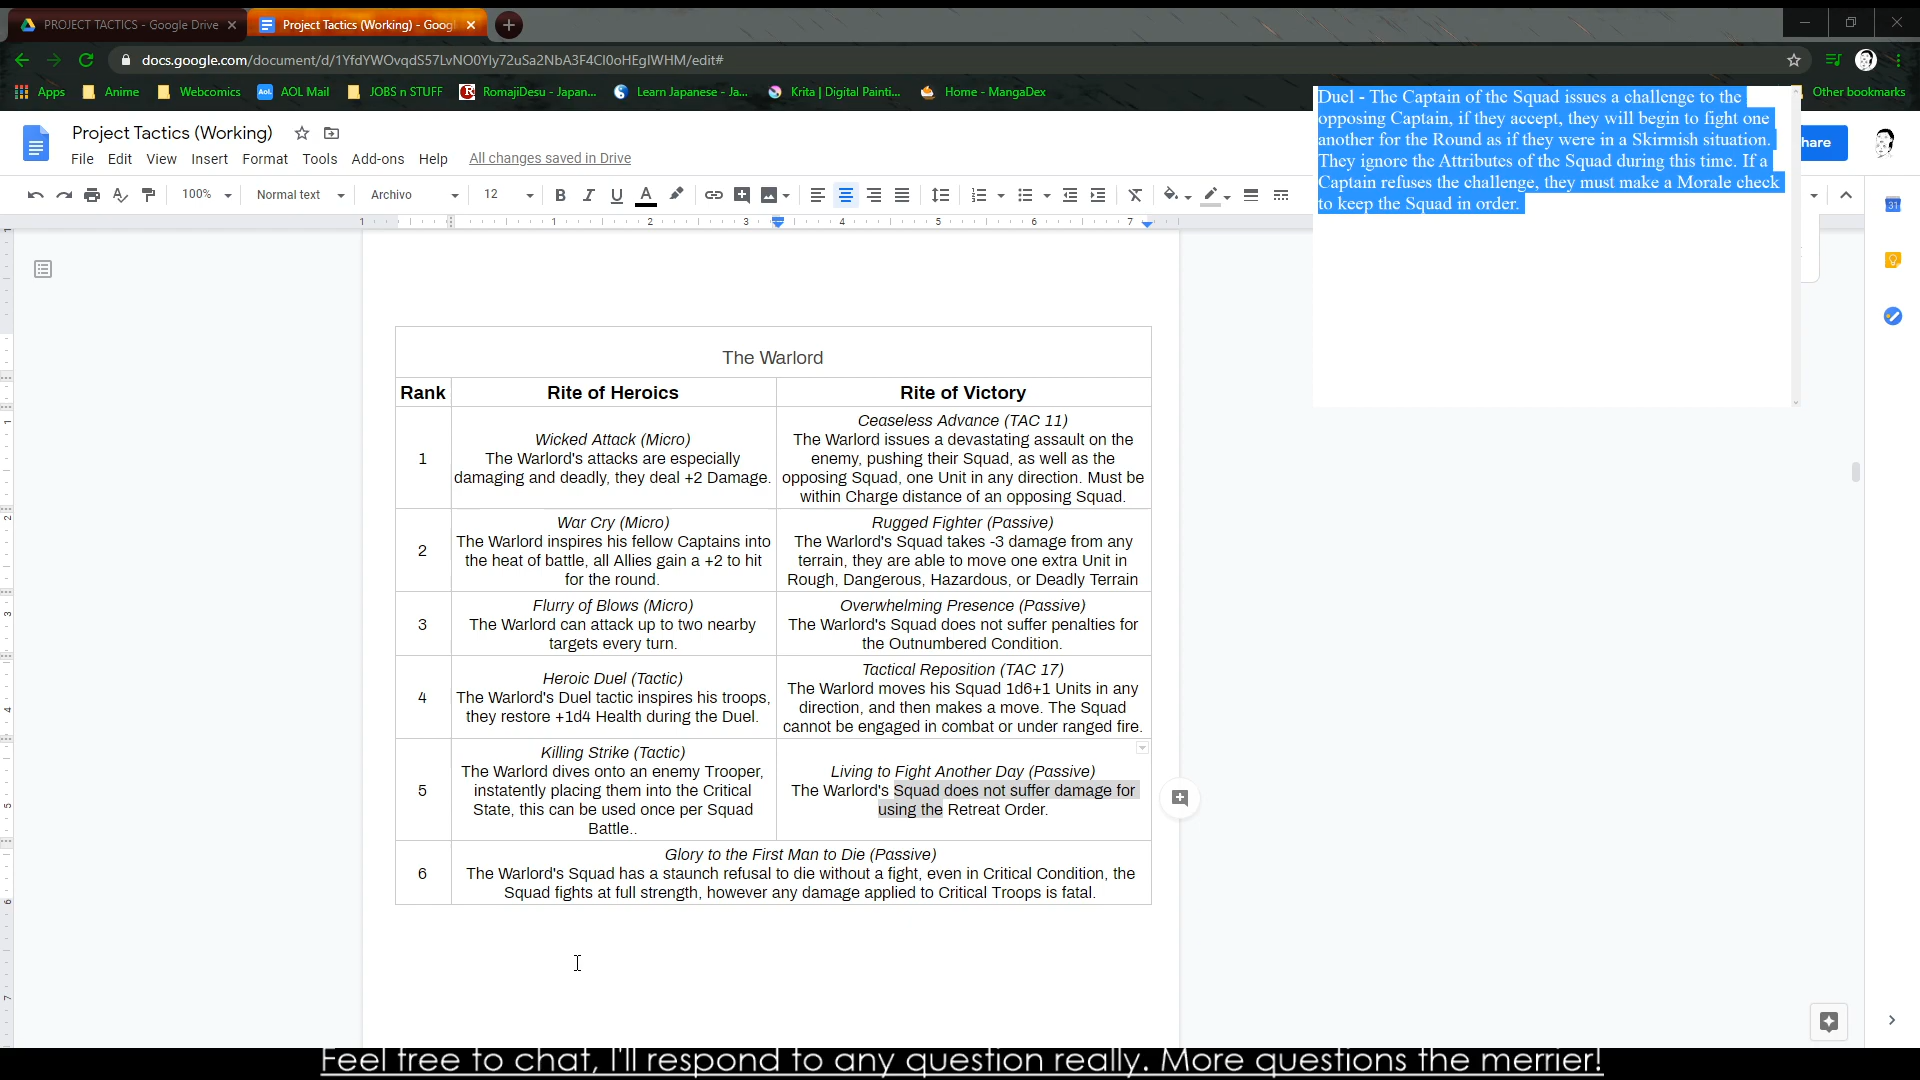 PROJECT TACTICS - Google Drive
Project Tactics (Working) - Goog
docs.google.com/document/d/1YfdYWOvqdS57LvNO0Yly72uSa2NbA3F4Cl0oHEglWHM/edit#
Apps Anime Webcomics AOL Mail JOBS n STUFF RomajiDesu - Japan... Learn Japanese - Ja... Krita | Digital Painti... Home - MangaDex Other bookmarks
Project Tactics (Working)
File Edit View Insert Format Tools Add-ons Help All changes saved in Drive
hare
100% Normal text Archivo 12
Duel - The Captain of the Squad issues a challenge to the
opposing Captain, if they accept, they will begin to fight one
another for the Round as if they were in a Skirmish situation.
They ignore the Attributes of the Squad during this time. If a
Captain refuses the challenge, they must make a Morale check
to keep the Squad in order.
The Warlord
Rank Rite of Heroics Rite of Victory
1
Wicked Attack (Micro)
The Warlord's attacks are especially
damaging and deadly, they deal +2 Damage.
Ceaseless Advance (TAC 11)
The Warlord issues a devastating assault on the
enemy, pushing their Squad, as well as the
opposing Squad, one Unit in any direction. Must be
within Charge distance of an opposing Squad.
2
War Cry (Micro)
The Warlord inspires his fellow Captains into
the heat of battle, all Allies gain a +2 to hit
for the round.
Rugged Fighter (Passive)
The Warlord's Squad takes -3 damage from any
terrain, they are able to move one extra Unit in
Rough, Dangerous, Hazardous, or Deadly Terrain
3
Flurry of Blows (Micro)
The Warlord can attack up to two nearby
targets every turn.
Overwhelming Presence (Passive)
The Warlord's Squad does not suffer penalties for
the Outnumbered Condition.
4
Heroic Duel (Tactic)
The Warlord's Duel tactic inspires his troops,
they restore +1d4 Health during the Duel.
Tactical Reposition (TAC 17)
The Warlord moves his Squad 1d6+1 Units in any
direction, and then makes a move. The Squad
cannot be engaged in combat or under ranged fire.
5
Killing Strike (Tactic)
The Warlord dives onto an enemy Trooper,
instatently placing them into the Critical
State, this can be used once per Squad
Battle..
Living to Fight Another Day (Passive)
The Warlord's Squad does not suffer damage for
using the Retreat Order.
6
Glory to the First Man to Die (Passive)
The Warlord's Squad has a staunch refusal to die without a fight, even in Critical Condition, the
Squad fights at full strength, however any damage applied to Critical Troops is fatal.
Feel free to chat, I'll respond to any question really. More questions the merrier!